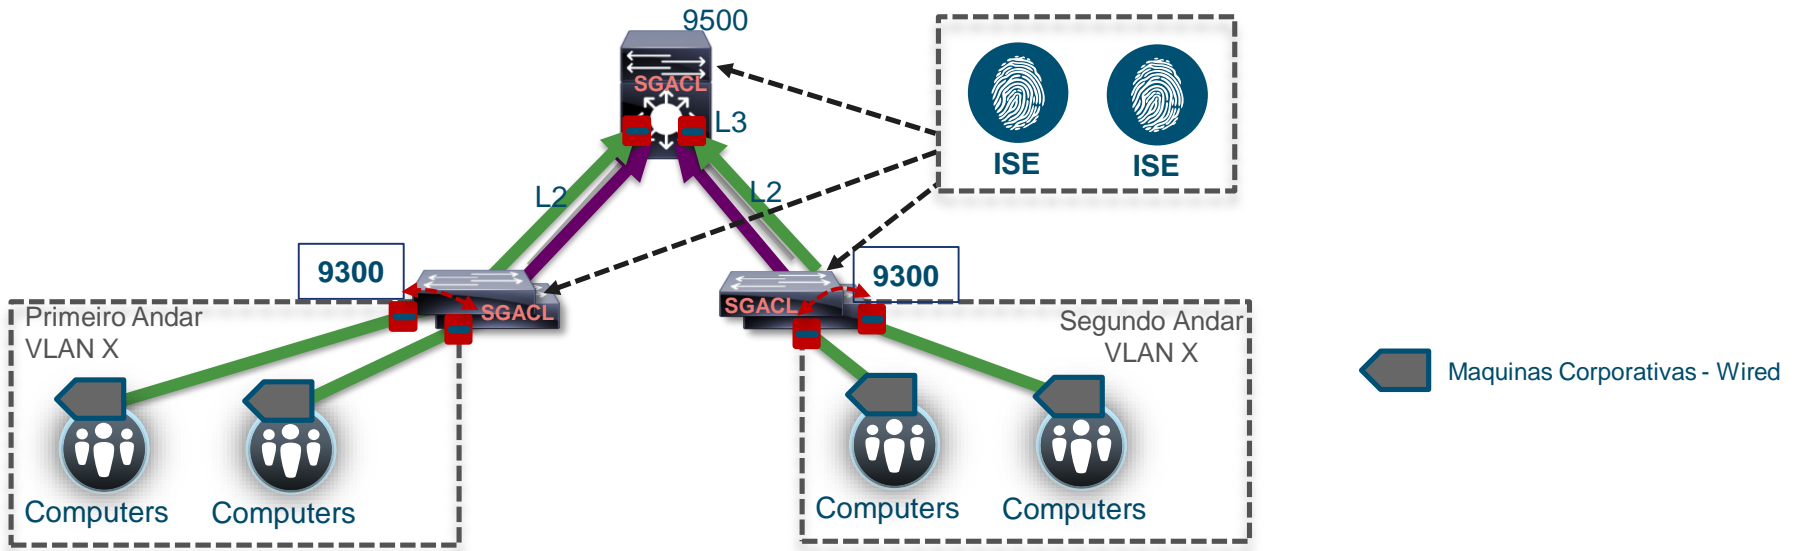 9500
SGACL
L3
L2
L2
ISE
ISE
9300
9300
SGACL
SGACL
Primeiro Andar
VLAN X
Segundo Andar
VLAN X
Maquinas Corporativas - Wired
Computers
Computers
Computers
Computers